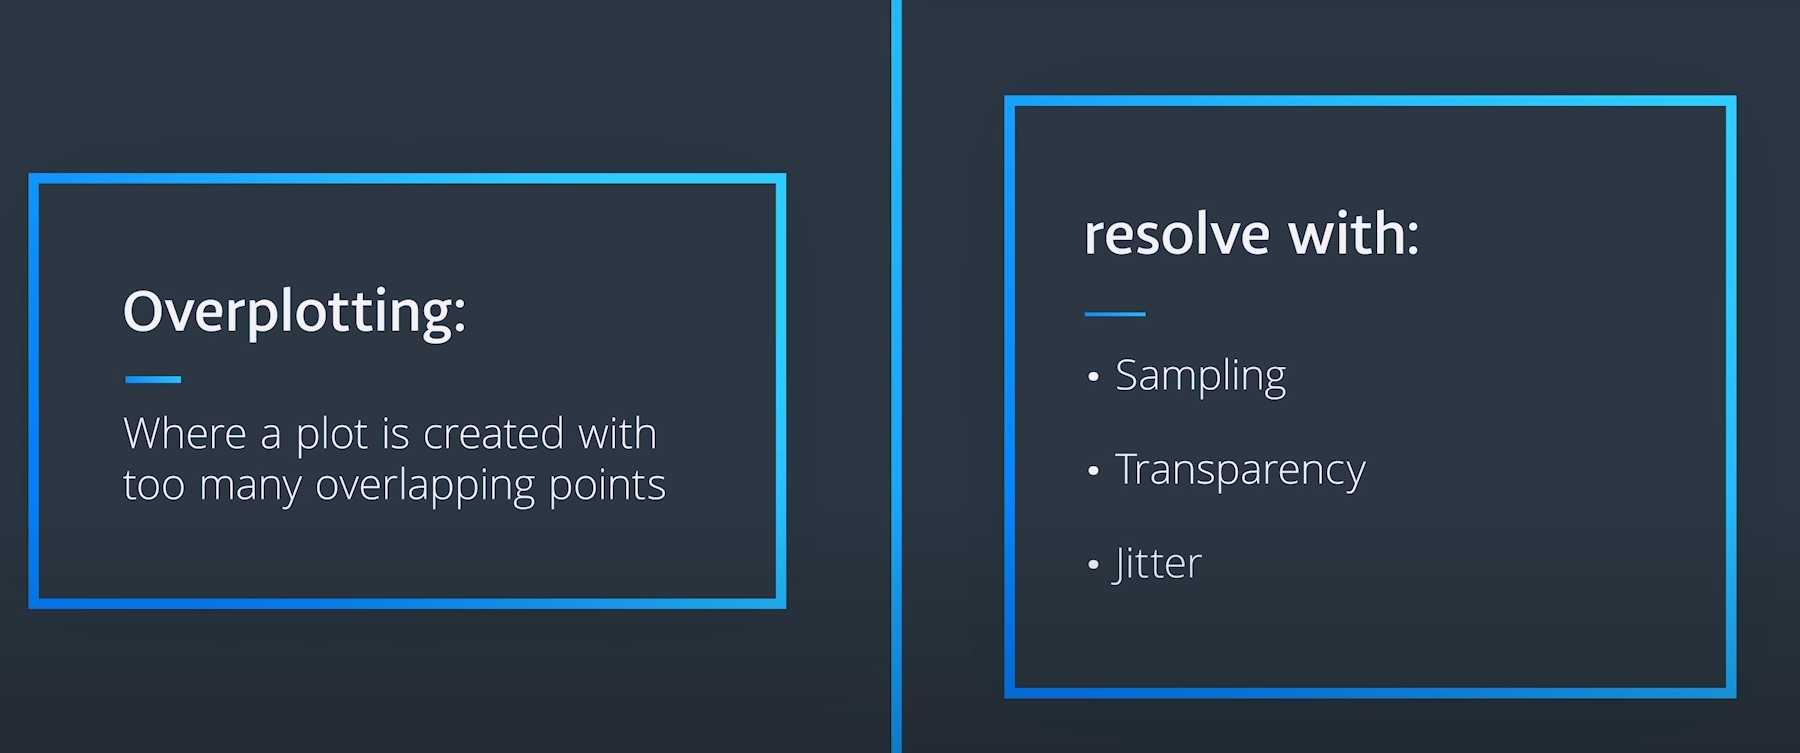 Overplotting:
Where a plot is created with
too many overlapping points
resolve with:
• Sampling
• Transparency
• Jitter